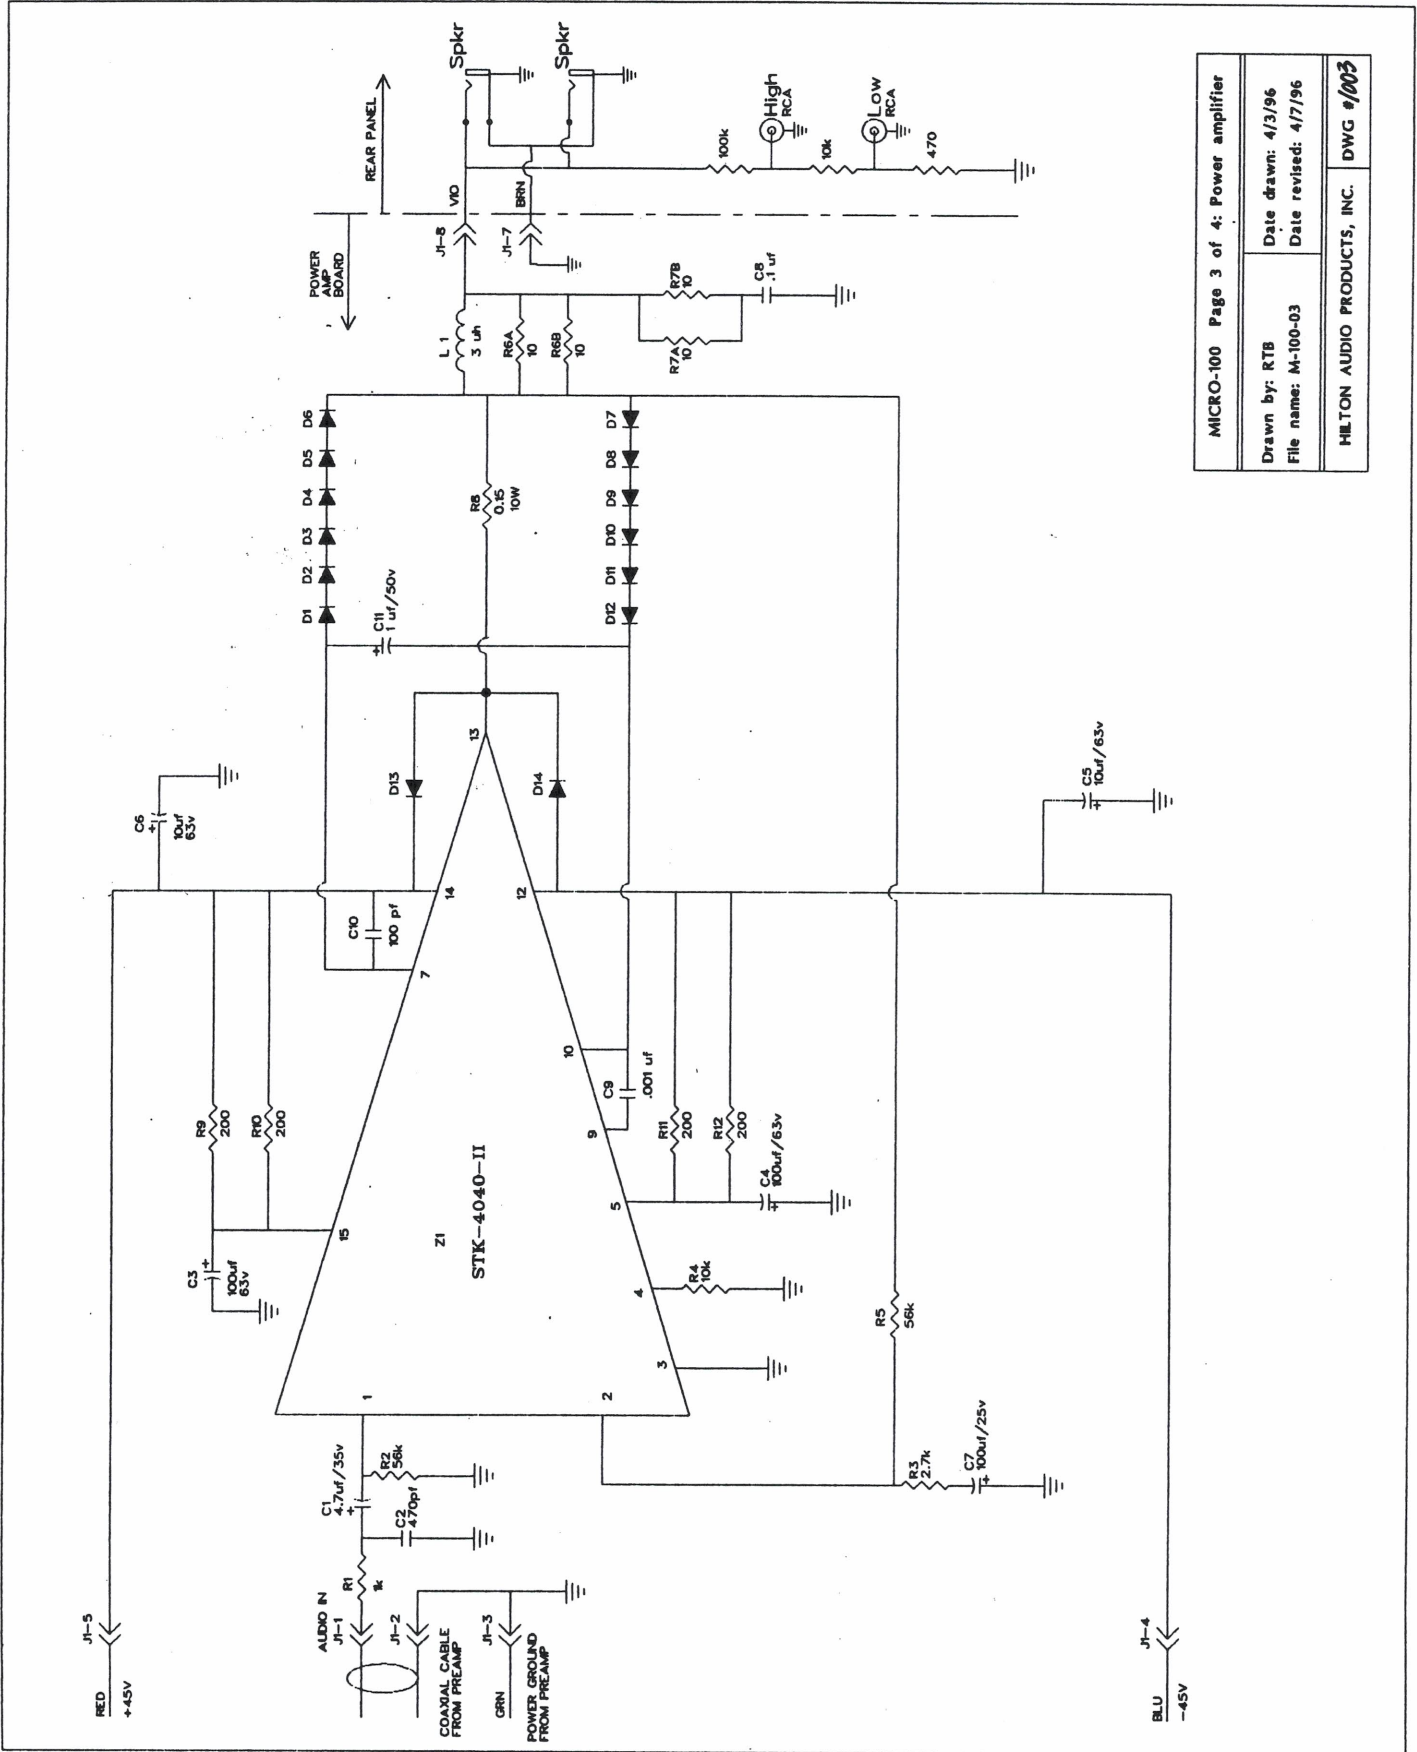 RED
+45V
J1-5
C6
10uf
63v
R9
200
R10
200
C3
100uf
63v
C10
100 pf
D1
D2
D3
D4
D5
D6
C11
1 uf/50v
POWER
AMP
BOARD
REAR PANEL
VIO
J1-8
BRN
J1-7
Spkr
Spkr
L 1
3 uh
R6A
10
R6B
10
R7A
10
R7B
10
C8
.1 uf
100k
High
RCA
10k
Low
RCA
470
R8
0.15
10W
D12
D11
D10
D9
D8
D7
D13
D14
13
14
7
15
12
10
9
5
4
3
2
1
Z1
STK-4040-II
C9
.001 uf
R11
200
R12
200
C4
100uf/63v
R4
10k
R5
56k
C5
10uf/63v
AUDIO IN
J1-1
R1
1k
C1
4.7uf/35v
R2
56k
C2
470pf
J1-2
COAXIAL CABLE
FROM PREAMP
J1-3
GRN
POWER GROUND
FROM PREAMP
R3
2.7k
C7
100uf/25v
J1-4
BLU
-45V
MICRO-100 Page 3 of 4: Power amplifier
Drawn by: RTB
File name: M-100-03
Date drawn: 4/3/96
Date revised: 4/7/96
HILTON AUDIO PRODUCTS, INC.
DWG #1003